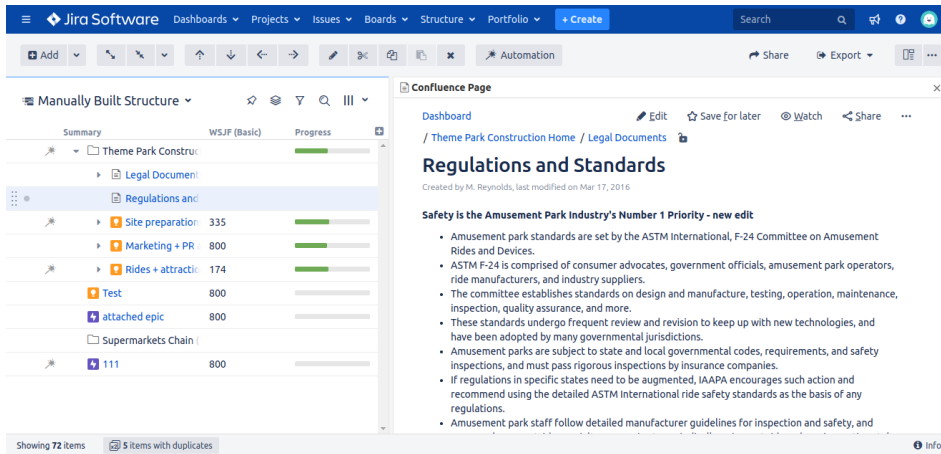 Jira Software Dashboards Projects Issues Boards Structure Portfolio + Create Search
Add Automation Share Export
Manually Built Structure
Summary WSJF (Basic) Progress
Theme Park Construc
Legal Documen
Regulations and
Site preparation 335
Marketing + PR 800
Rides + attractio 174
Test 800
attached epic 800
Supermarkets Chain (
111 800
Showing 72 items 5 items with duplicates
Confluence Page
Dashboard Edit Save for later Watch Share
/ Theme Park Construction Home / Legal Documents
Regulations and Standards
Created by M. Reynolds, last modified on Mar 17, 2016
Safety is the Amusement Park Industry's Number 1 Priority - new edit
• Amusement park standards are set by the ASTM International, F-24 Committee on Amusement
Rides and Devices.
• ASTM F-24 is comprised of consumer advocates, government officials, amusement park operators,
ride manufacturers, and industry suppliers.
• The committee establishes standards on design and manufacture, testing, operation, maintenance,
inspection, quality assurance, and more.
• These standards undergo frequent review and revision to keep up with new technologies, and
have been adopted by many governmental jurisdictions.
• Amusement parks are subject to state and local governmental codes, requirements, and safety
inspections, and must pass rigorous inspections by insurance companies.
• If regulations in specific states need to be augmented, IAAPA encourages such action and
recommend using the detailed ASTM International ride safety standards as the basis of any
regulations.
• Amusement park staff follow detailed manufacturer guidelines for inspection and safety, and
Info